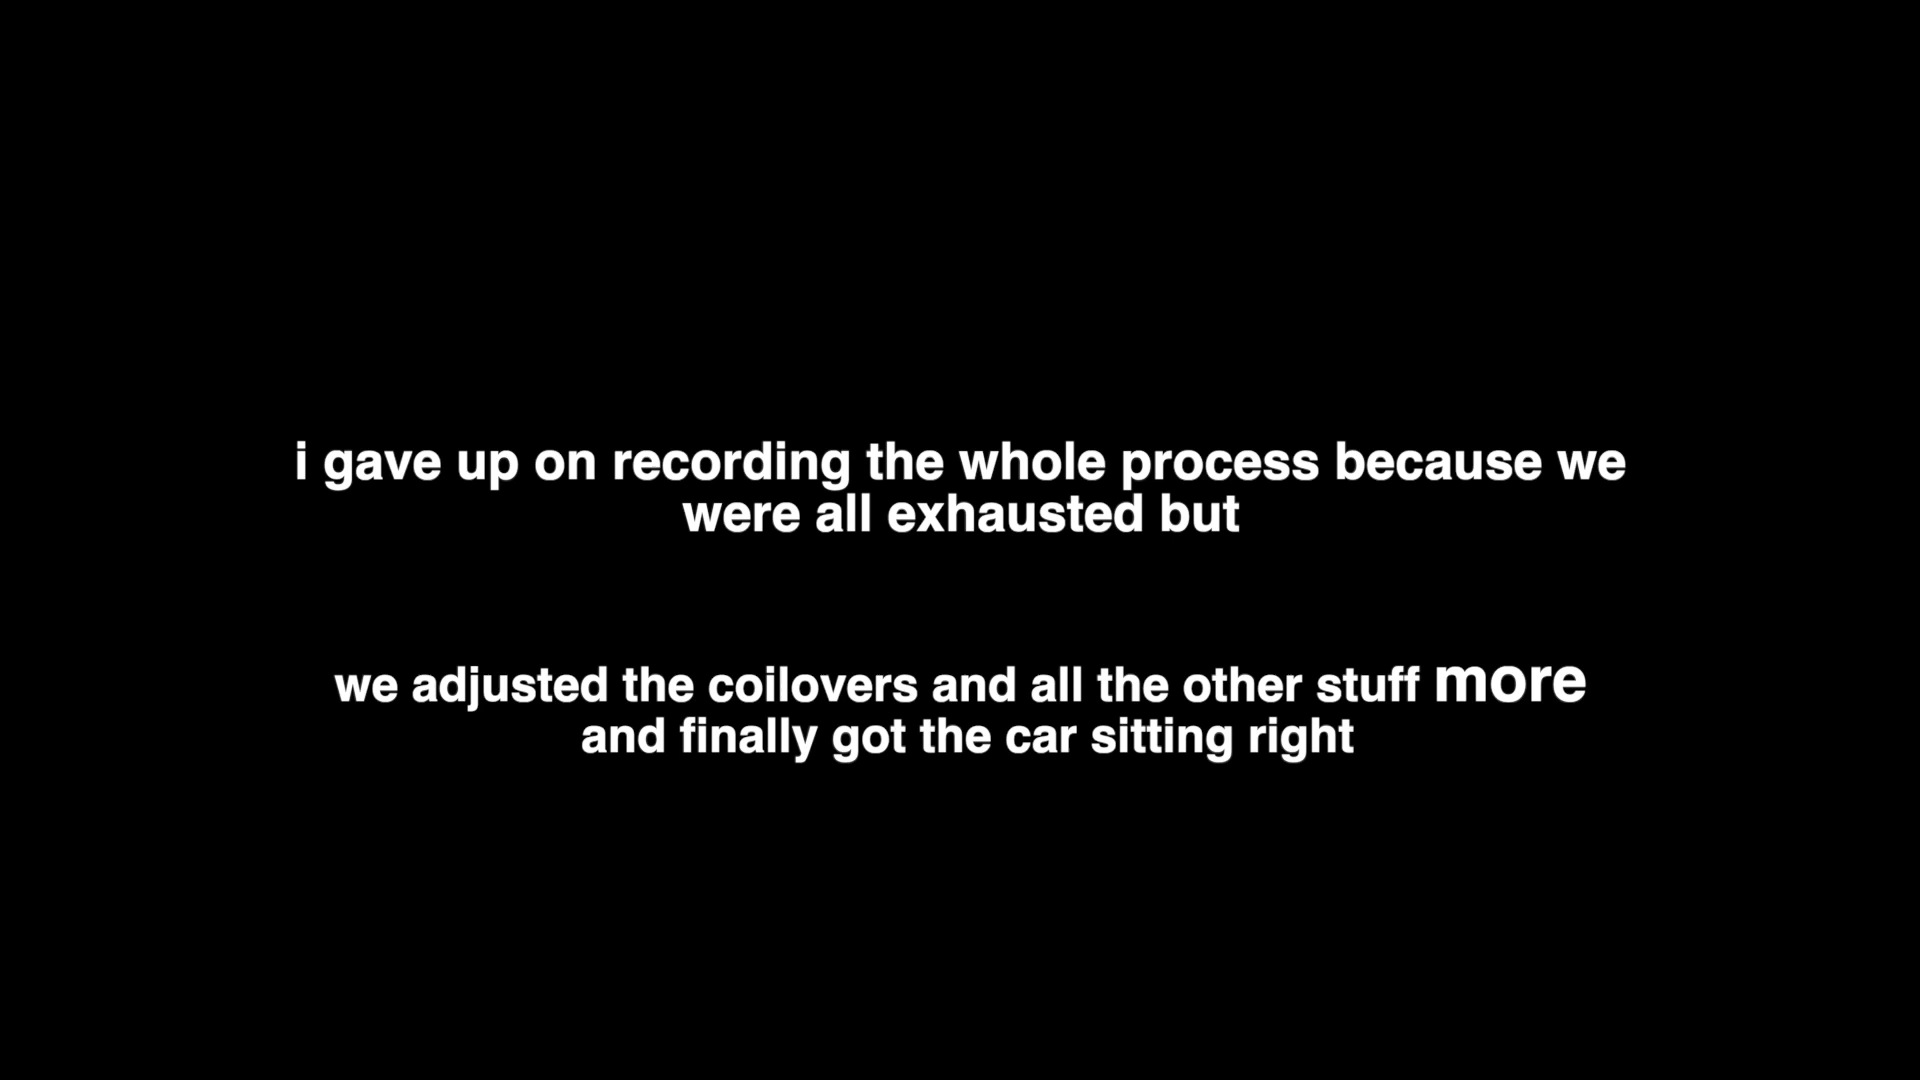 i gave up on recording the whole process because we
were all exhausted but
we adjusted the coilovers and all the other stuff more
and finally got the car sitting right